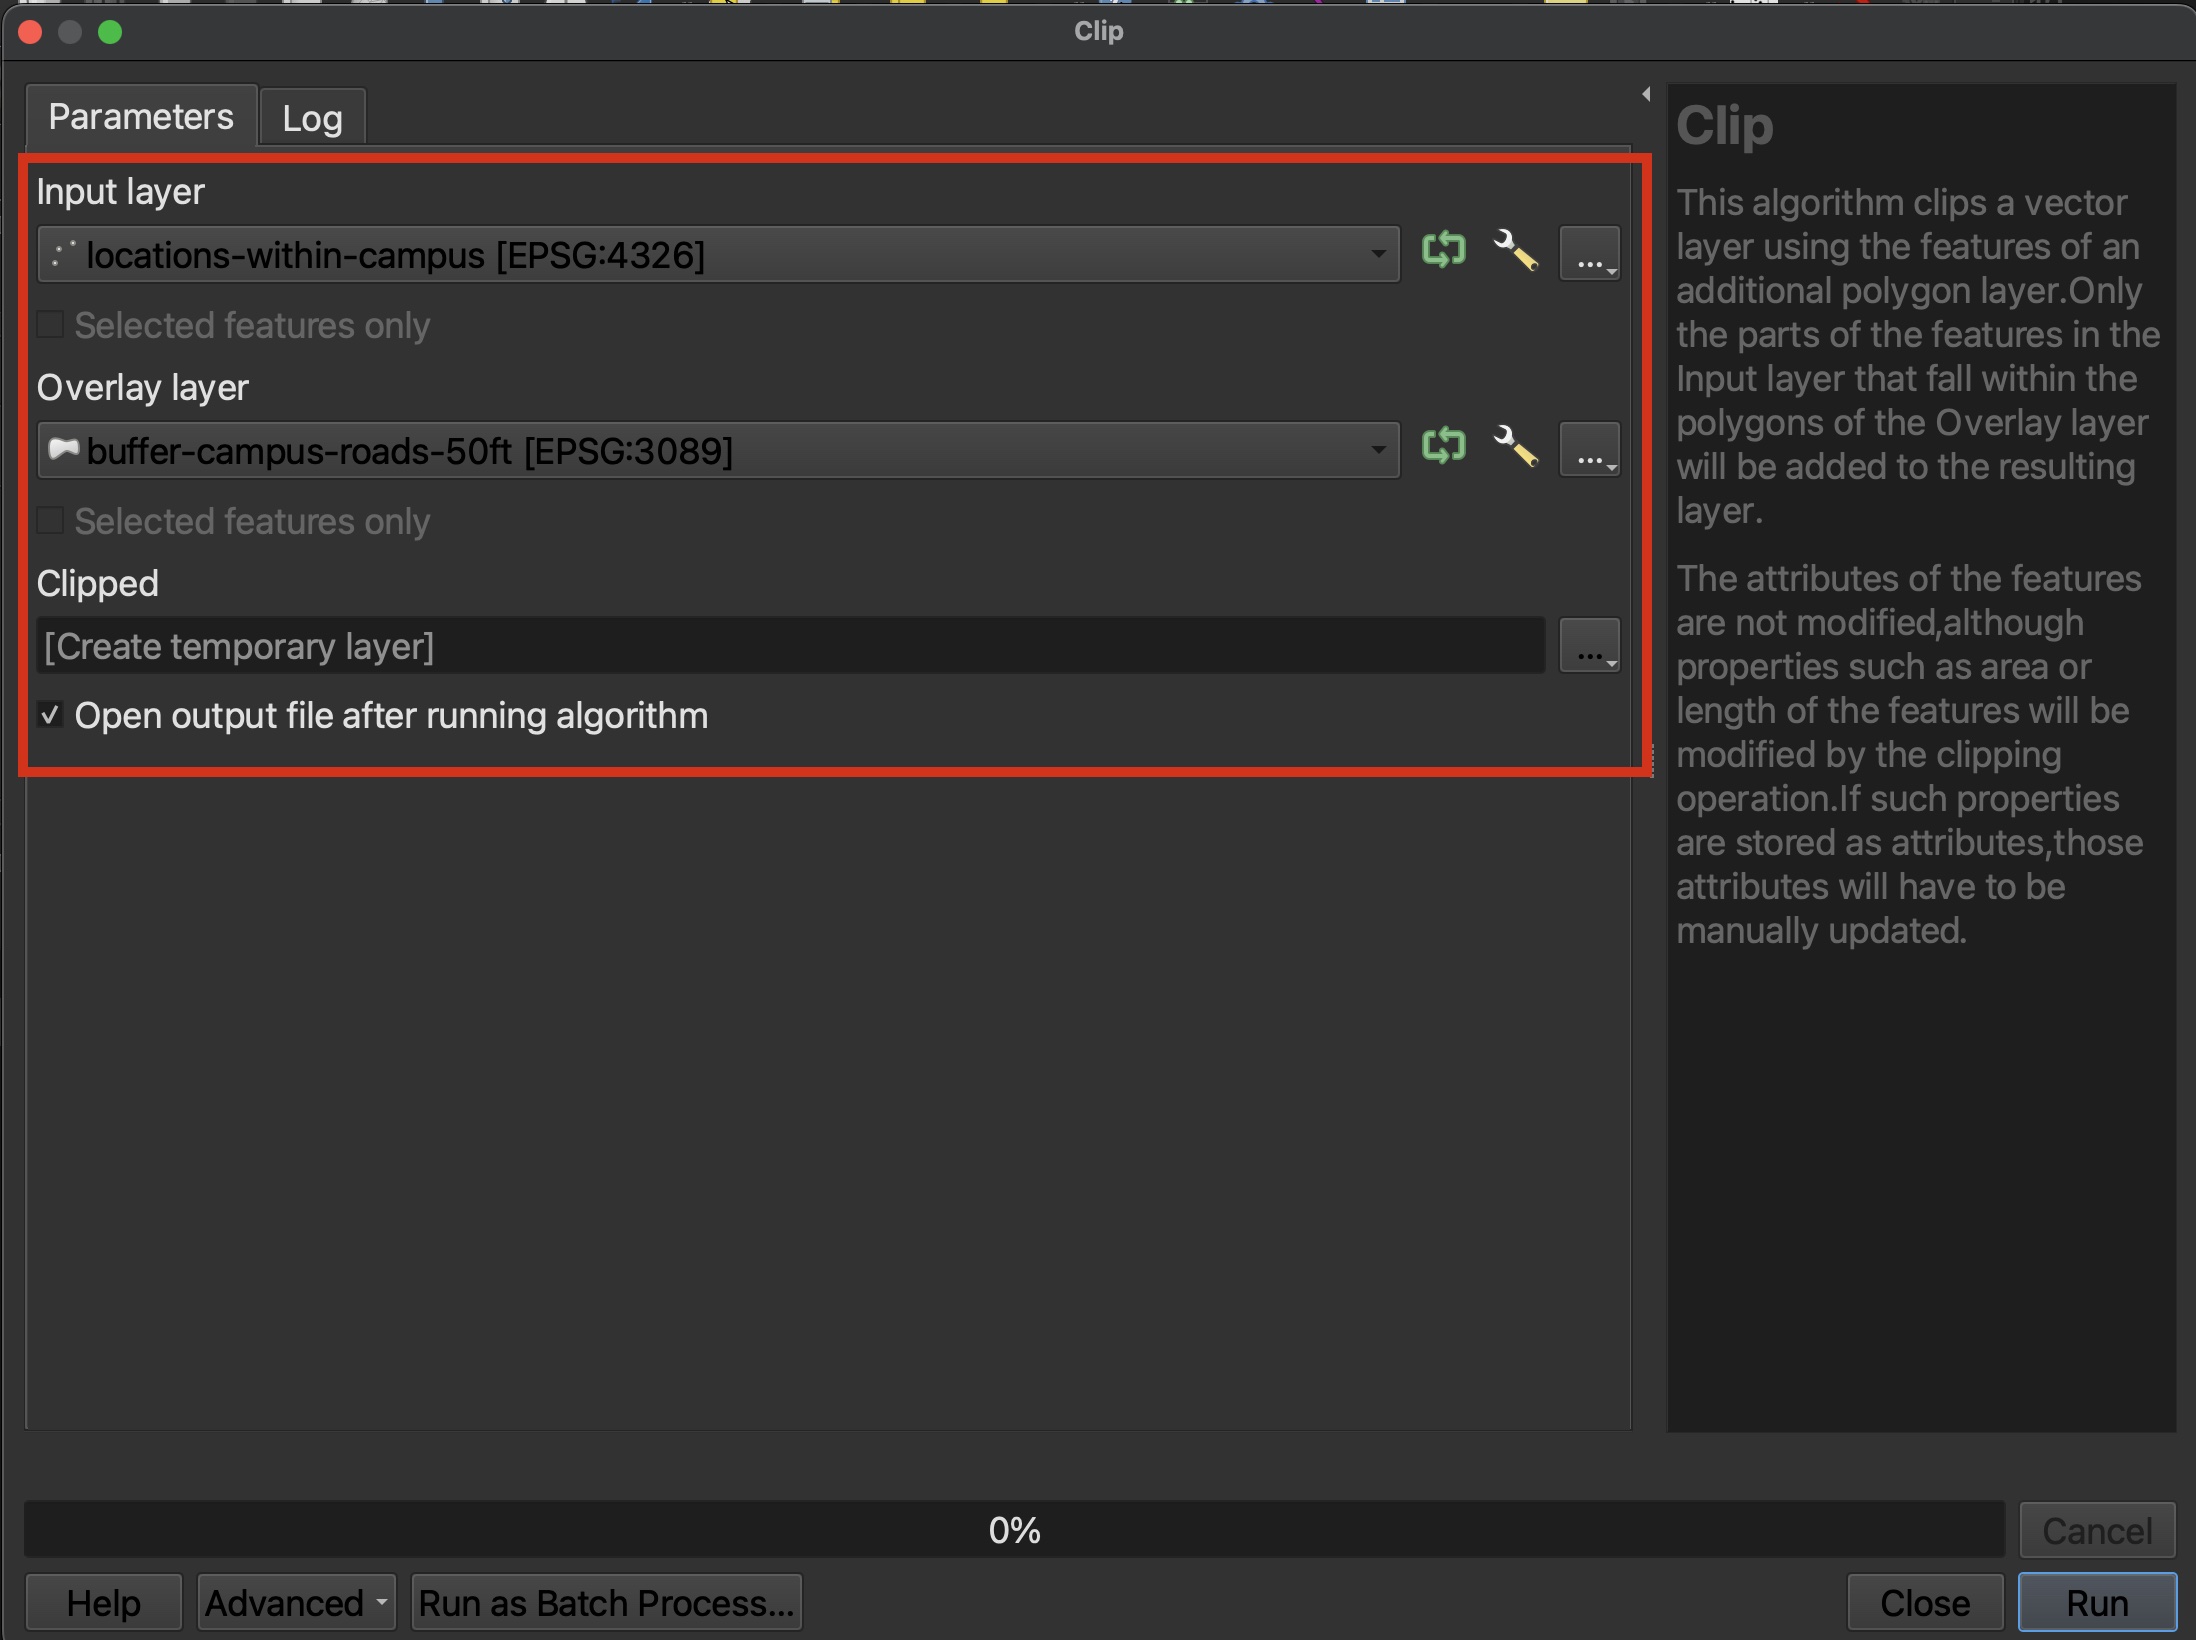 Clip
Parameters
Log
Input layer
locations-within-campus [EPSG:4326]
...
Selected features only
Overlay layer
buffer-campus-roads-50ft [EPSG:3089]
...
Selected features only
Clipped
[Create temporary layer]
...
Open output file after running algorithm
Clip
This algorithm clips a vector
layer using the features of an
additional polygon layer.Only
the parts of the features in the
Input layer that fall within the
polygons of the Overlay layer
will be added to the resulting
layer.
The attributes of the features
are not modified,although
properties such as area or
length of the features will be
modified by the clipping
operation.If such properties
are stored as attributes,those
attributes will have to be
manually updated.
0%
Cancel
Help
Advanced
Run as Batch Process...
Close
Run